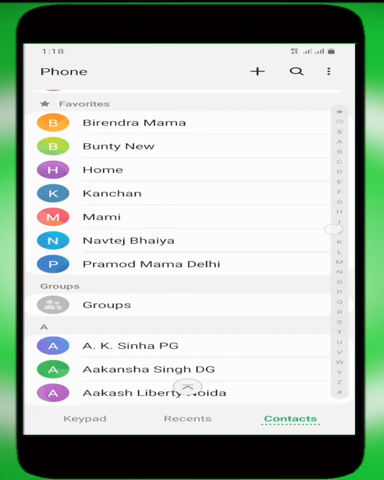 1:18
Phone
Favorites
B Birendra Mama
B Bunty New
H Home
K Kanchan
M Mami
N Navtej Bhaiya
P Pramod Mama Delhi
Groups
Groups
A
A A. K. Sinha PG
A Aakansha Singh DG
A Aakash Liberty Noida
&
A
B
C
D
E
F
G
H
I
K
L
M
N
O
P
Q
R
S
T
U
V
W
Y
Z
#
Keypad Recents Contacts